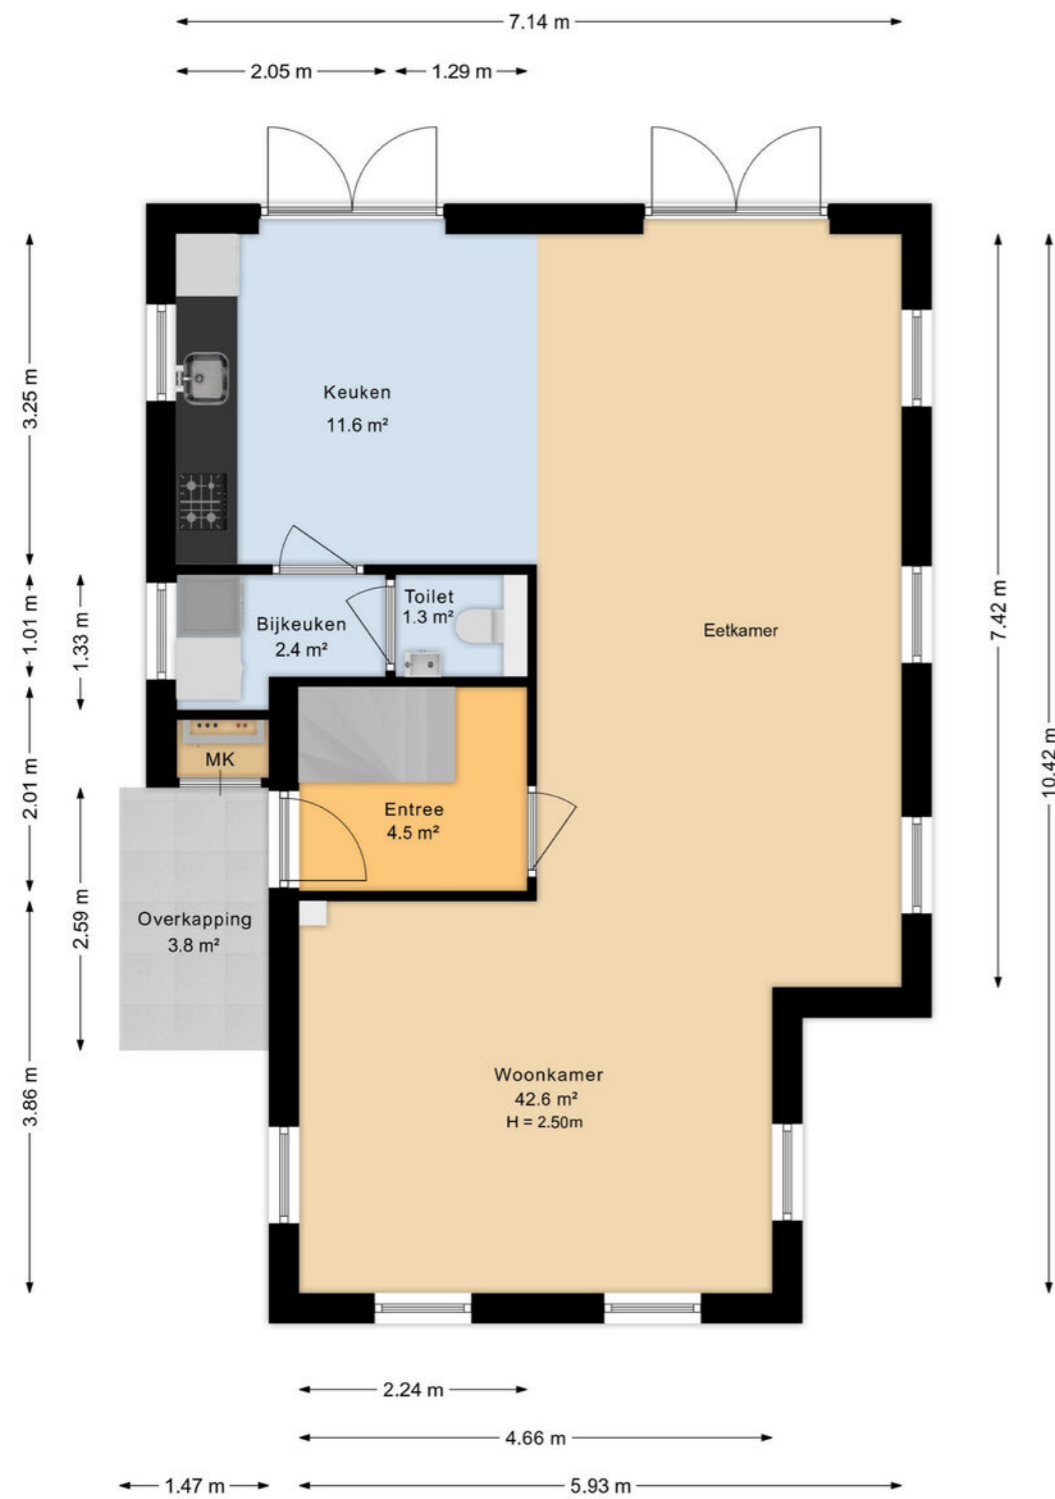 7.14 m
2.05 m
1.29 m
3.25 m
1.01 m
1.33 m
2.01 m
2.59 m
3.86 m
Keuken
11.6 m²
Bijkeuken
2.4 m²
Toilet
1.3 m²
Eetkamer
MK
Entree
4.5 m²
Overkapping
3.8 m²
Woonkamer
42.6 m²
H = 2.50m
7.42 m
10.42 m
2.24 m
4.66 m
1.47 m
5.93 m